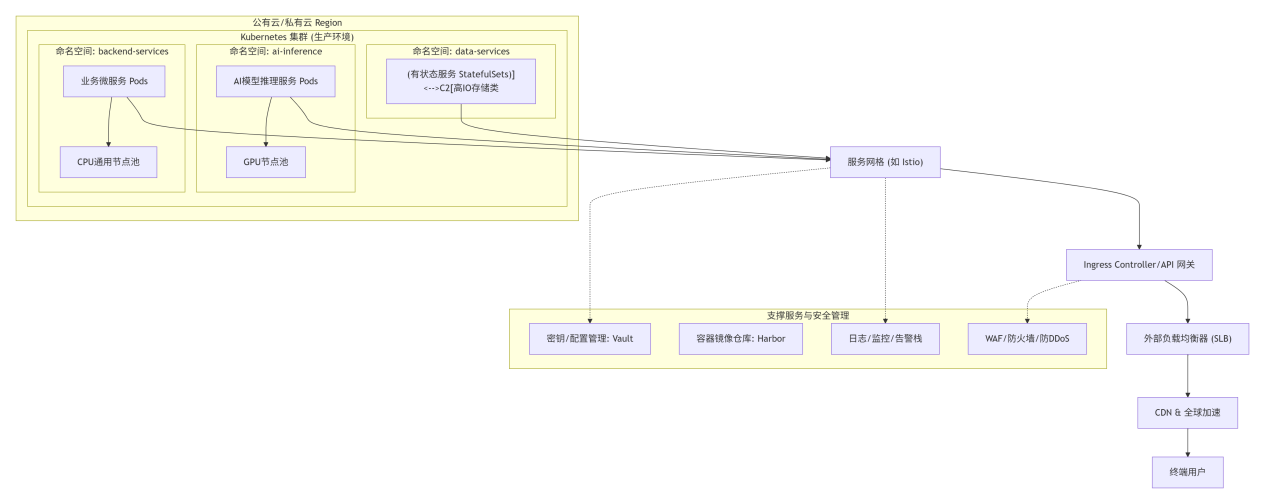 公有云/私有云 Region
Kubernetes 集群 (生产环境)
命名空间: backend-services
命名空间: ai-inference
命名空间: data-services
业务微服务 Pods
AI模型推理服务 Pods
(有状态服务 StatefulSets)]
<-->C2[高IO存储类
CPU通用节点池
GPU节点池
服务网格 (如 Istio)
Ingress Controller/API 网关
支撑服务与安全管理
密钥/配置管理: Vault
容器镜像仓库: Harbor
日志/监控/告警栈
WAF/防火墙/防DDoS
外部负载均衡器 (SLB)
CDN & 全球加速
终端用户